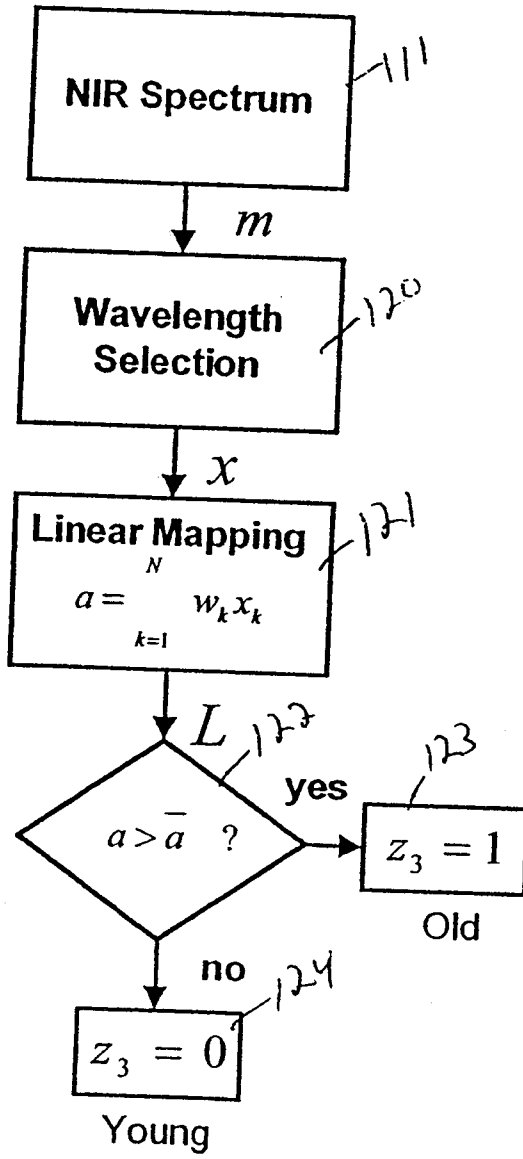 NIR Spectrum
111
m
Wavelength
Selection
120
x
Linear Mapping
121
N
a = w_k x_k
k=1
L
122
yes
123
a > a̅ ?
z_3 = 1
Old
no
124
z_3 = 0
Young